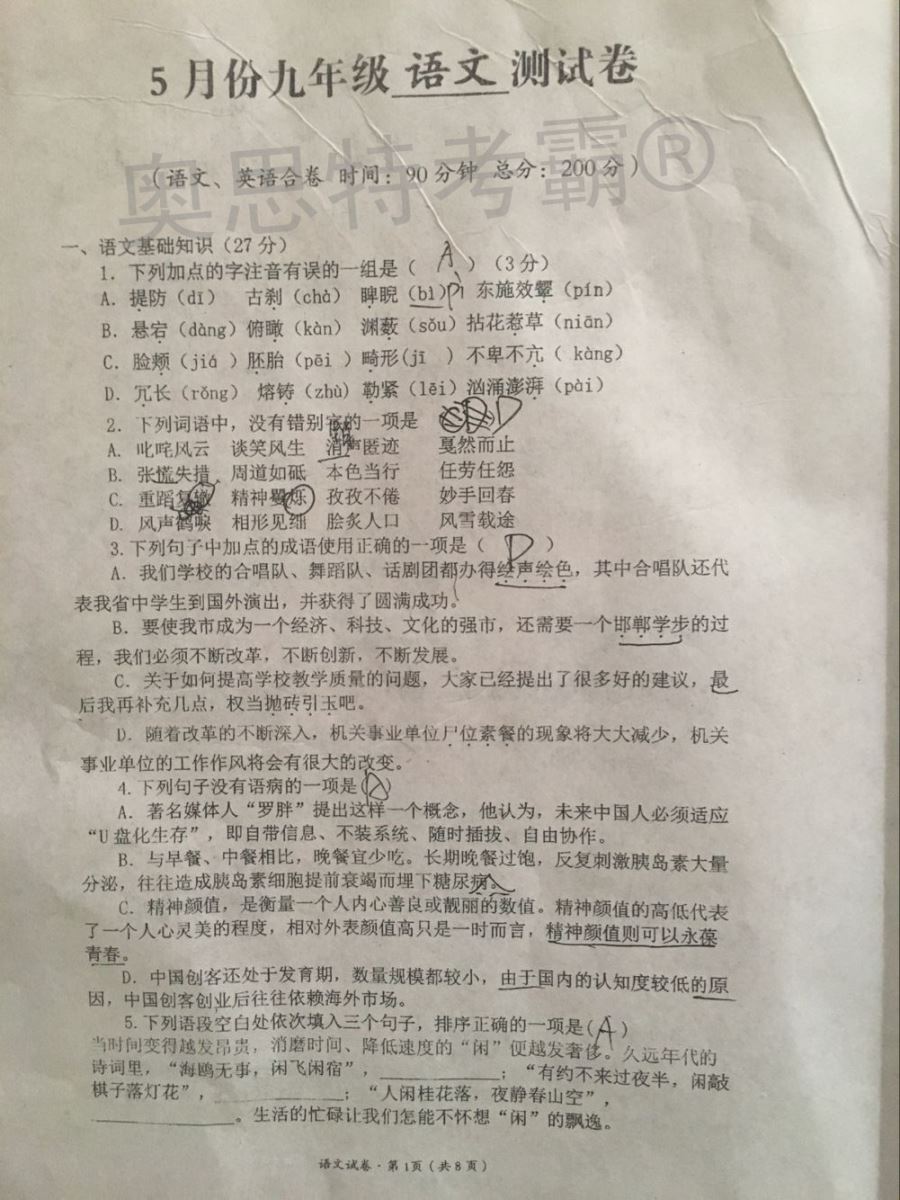 5月份九年级 语文 测试卷
奥思特考霸®
（语文、英语合卷 时间：90分钟 总分：200分）
一、语文基础知识（27分）
1. 下列加点的字注音有误的一组是（ A ）（3分）
A. 提防（dī） 古刹（chà） 睥睨（bì）pì 东施效颦（pín）
B. 悬宕（dàng）俯瞰（kàn） 渊薮（sǒu）拈花惹草（niān）
C. 脸颊（jiá ）胚胎（pēi ）畸形(jī ）不卑不亢（ kàng）
D. 冗长（rǒng） 熔铸（zhù）勒紧（lēi）汹涌澎湃（pài）
2. 下列词语中，没有错别字的一项是 D
A. 叱咤风云 谈笑风生 消声匿迹 戛然而止
B. 张慌失措 周道如砥 本色当行 任劳任怨
C. 重蹈复辙 精神矍烁 孜孜不倦 妙手回春
D. 风声鹤唳 相形见绌 脍炙人口 风雪载途
3.下列句子中加点的成语使用正确的一项是（ D ）
A. 我们学校的合唱队、舞蹈队、话剧团都办得绘声绘色，其中合唱队还代
表我省中学生到国外演出，并获得了圆满成功。
B. 要使我市成为一个经济、科技、文化的强市，还需要一个邯郸学步的过
程，我们必须不断改革，不断创新，不断发展。
C. 关于如何提高学校教学质量的问题，大家已经提出了很多好的建议，最
后我再补充几点，权当抛砖引玉吧。
D. 随着改革的不断深入，机关事业单位尸位素餐的现象将大大减少，机关
事业单位的工作作风将会有很大的改变。
4.下列句子没有语病的一项是( )
A. 著名媒体人“罗胖”提出这样一个概念，他认为，未来中国人必须适应
“U盘化生存”，即自带信息、不装系统、随时插拔、自由协作。
B. 与早餐、中餐相比，晚餐宜少吃。长期晚餐过饱，反复刺激胰岛素大量
分泌，往往造成胰岛素细胞提前衰竭而埋下糖尿病。
C. 精神颜值，是衡量一个人内心善良或靓丽的数值。精神颜值的高低代表
了一个人心灵美的程度，相对外表颜值高只是一时而言，精神颜值则可以永葆
青春。
D. 中国创客还处于发育期，数量规模都较小，由于国内的认知度较低的原
因，中国创客创业后往往依赖海外市场。
5.下列语段空白处依次填入三个句子，排序正确的一项是( A )
当时间变得越发昂贵，消磨时间、降低速度的“闲”便越发奢侈。久远年代的
诗词里，“海鸥无事，闲飞闲宿”，____________；“有约不来过夜半，闲敲
棋子落灯花”，____________；“人闲桂花落，夜静春山空”，
____________。生活的忙碌让我们怎能不怀想“闲”的飘逸。
语文试卷·第1页(共8页)